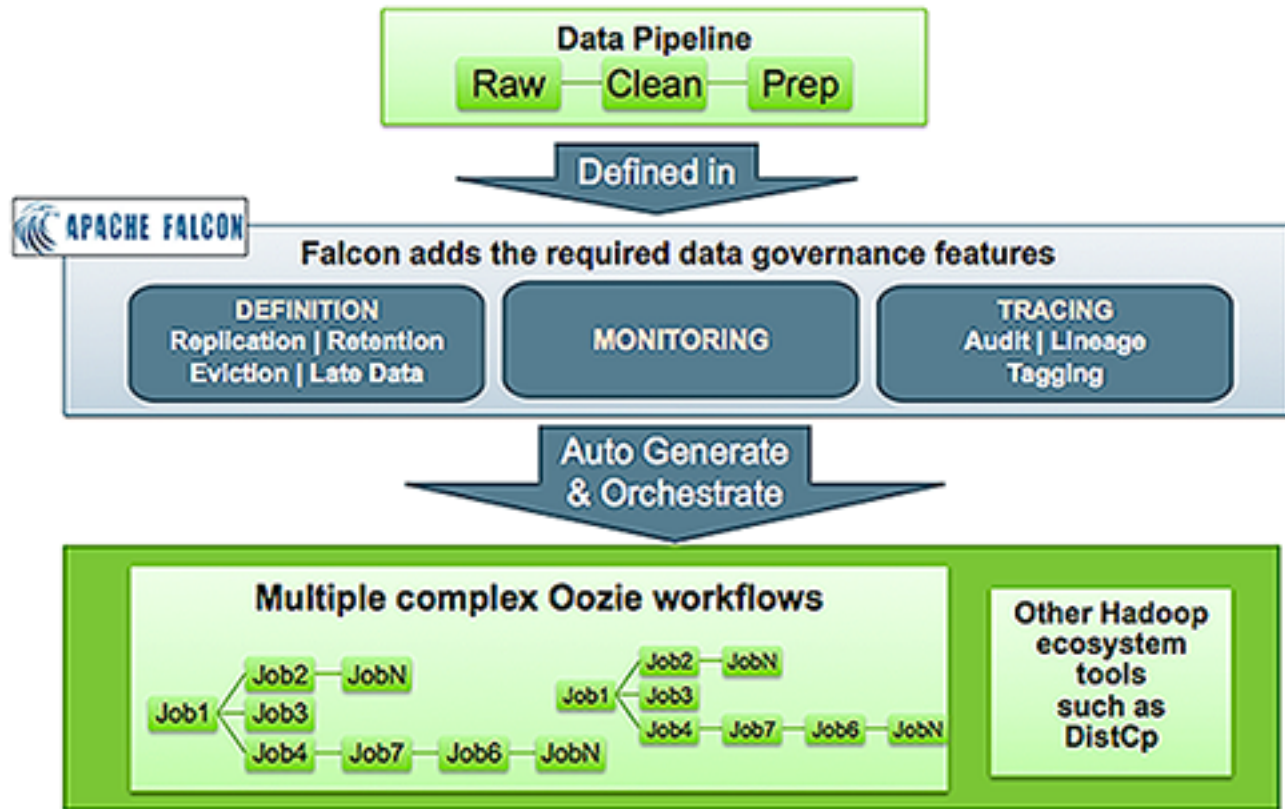 Data Pipeline
Raw Clean Prep
Defined in
APACHE FALCON
Falcon adds the required data governance features
DEFINITION
Replication | Retention
Eviction | Late Data
MONITORING
TRACING
Audit | Lineage
Tagging
Auto Generate
& Orchestrate
Multiple complex Oozie workflows
Job2 JobN
Job1 Job3
Job4 Job7 Job6 JobN
Job2 JobN
Job1 Job3
Job4 Job7 Job6 JobN
Other Hadoop
ecosystem
tools
such as
DistCp